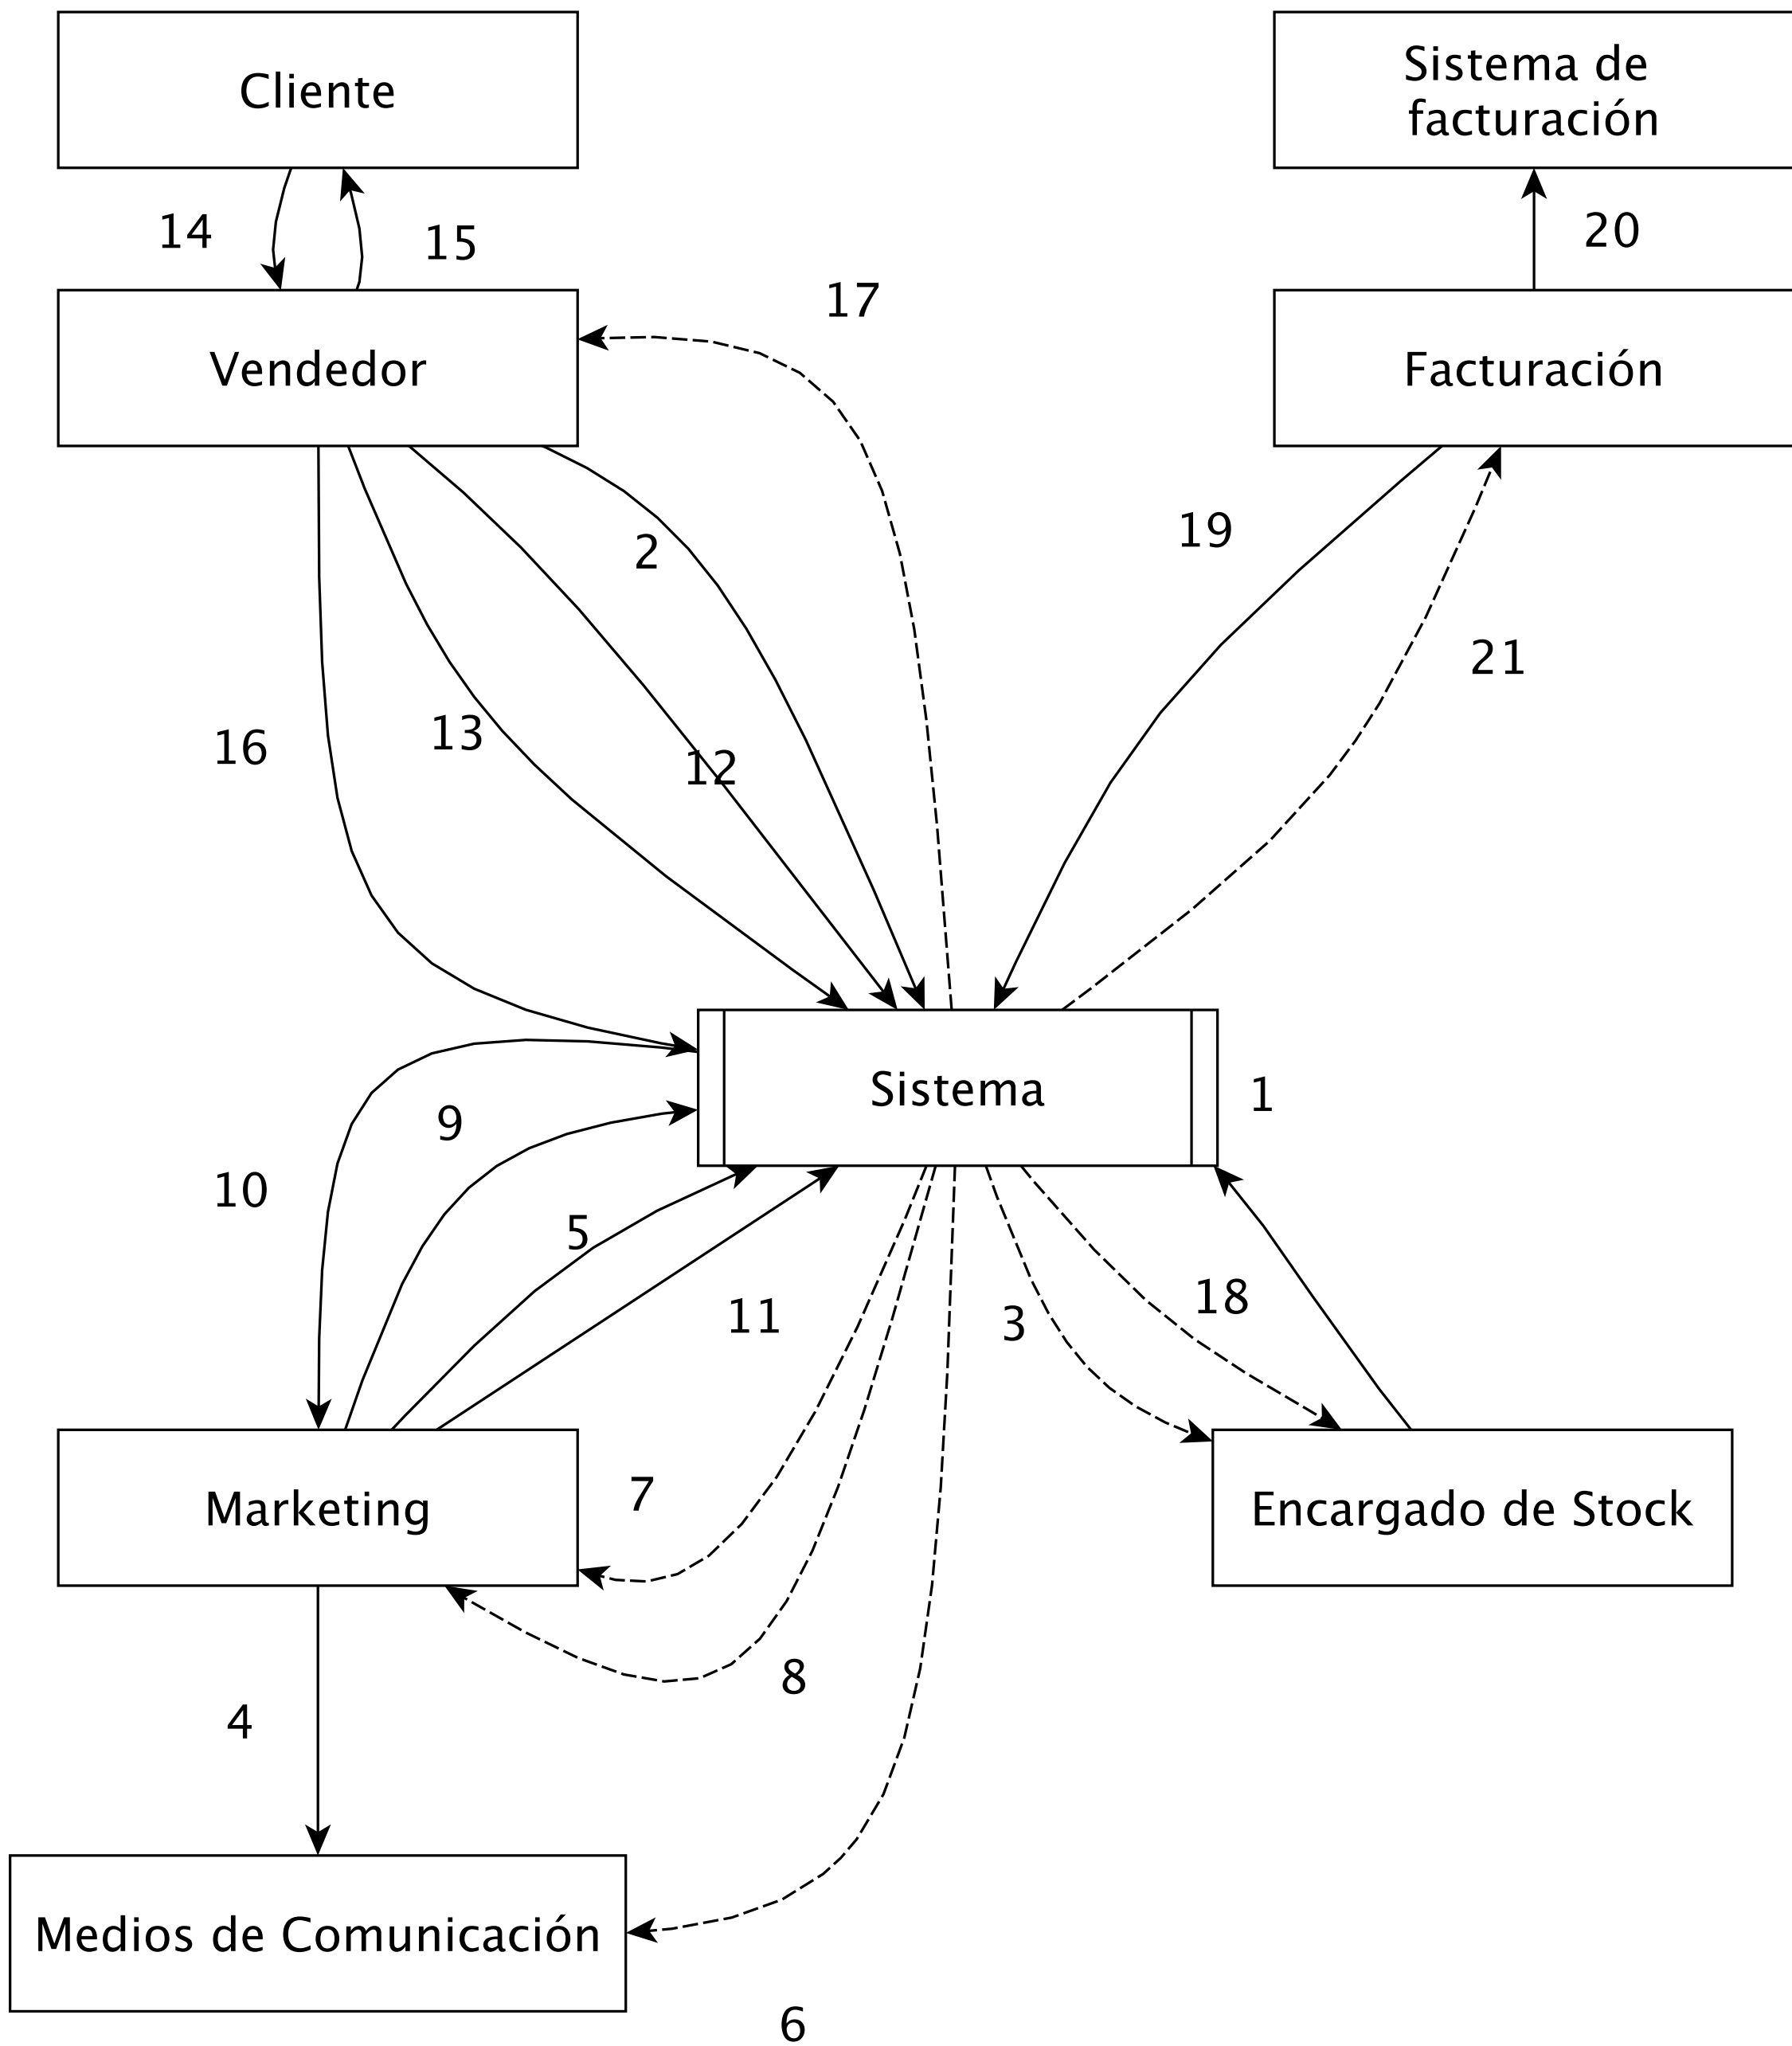 Cliente
Sistema de
facturación
14
15
20
17
Vendedor
Facturación
2
19
21
16
13
12
Sistema
1
9
10
5
11
3
18
7
Marketing
Encargado de Stock
8
4
Medios de Comunicación
6